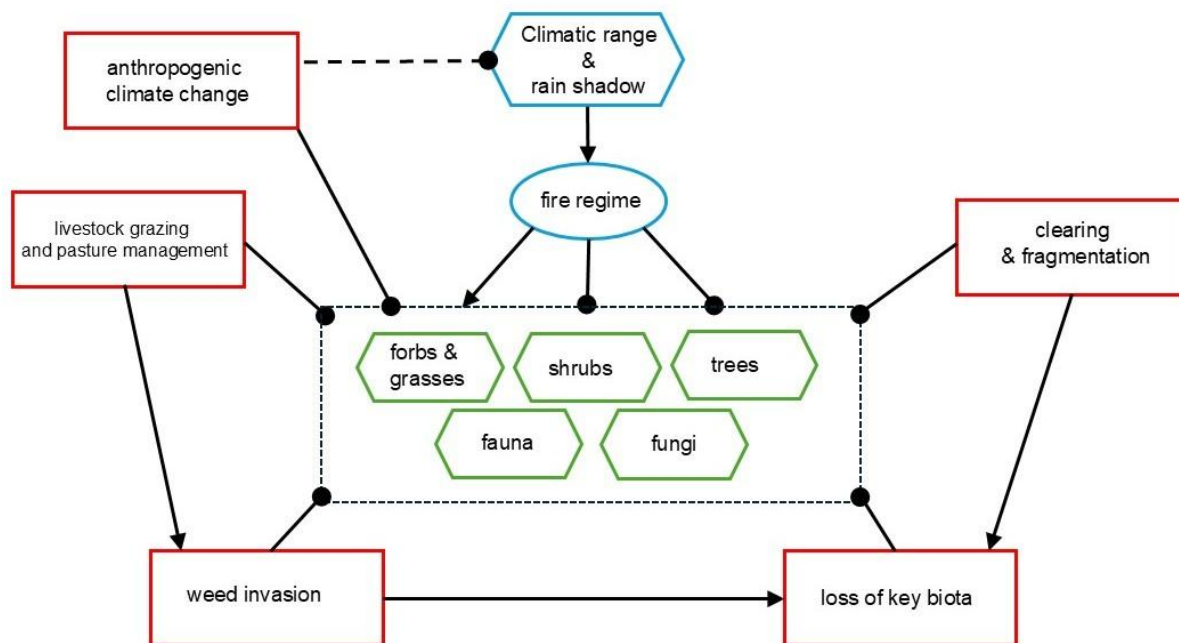 Climatic range
&
rain shadow
anthropogenic
climate change
fire regime
livestock grazing
and pasture management
clearing
& fragmentation
forbs &
grasses
shrubs
trees
fauna
fungi
weed invasion
loss of key biota